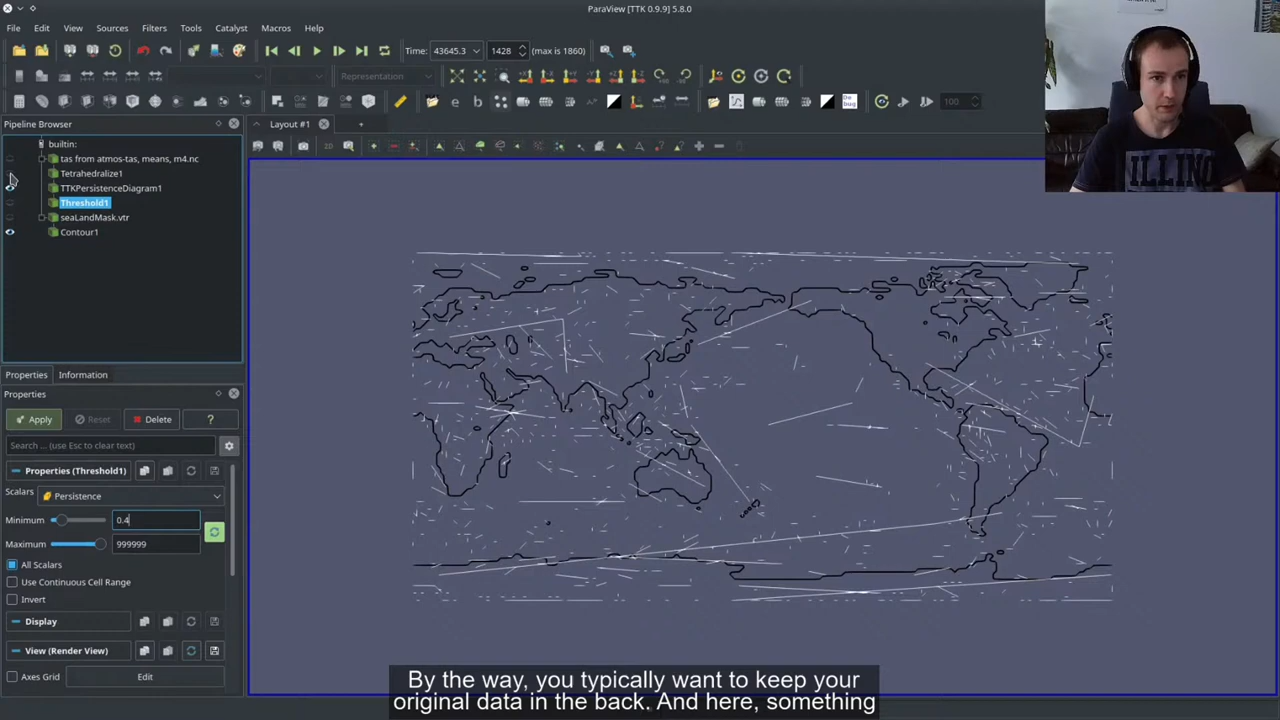 ParaView [TTK 0.9.9] 5.8.0
File Edit View Sources Filters Tools Catalyst Macros Help
Time: 43645.3 1428 (max is 1860)
Representation
100
Pipeline Browser
Layout #1 +
builtin:
tas from atmos-tas, means, m4.nc
Tetrahedralize1
TTKPersistenceDiagram1
Threshold1
seaLandMask.vtr
Contour1
Properties Information
Properties
Apply Reset Delete ?
Search ... (use Esc to clear text)
Properties (Threshold1)
Scalars Persistence
Minimum 0.4
Maximum 999999
All Scalars
Use Continuous Cell Range
Invert
Display
View (Render View)
Axes Grid Edit
ILLINO
By the way, you typically want to keep your
original data in the back. And here, something